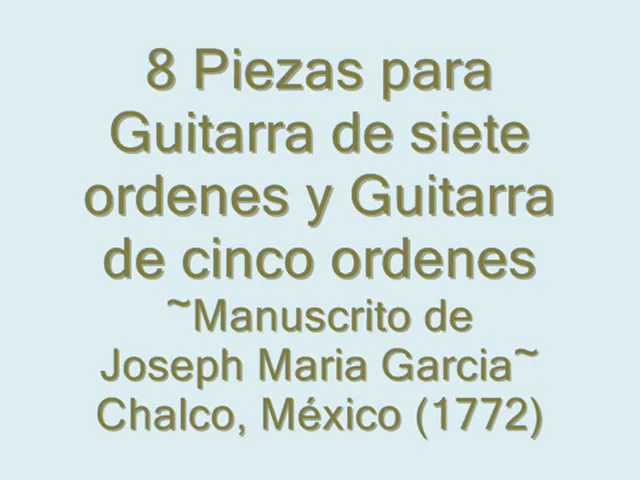 8 Piezas para
Guitarra de siete
ordenes y Guitarra
de cinco ordenes
~Manuscrito de
Joseph Maria Garcia~
Chalco, México (1772)